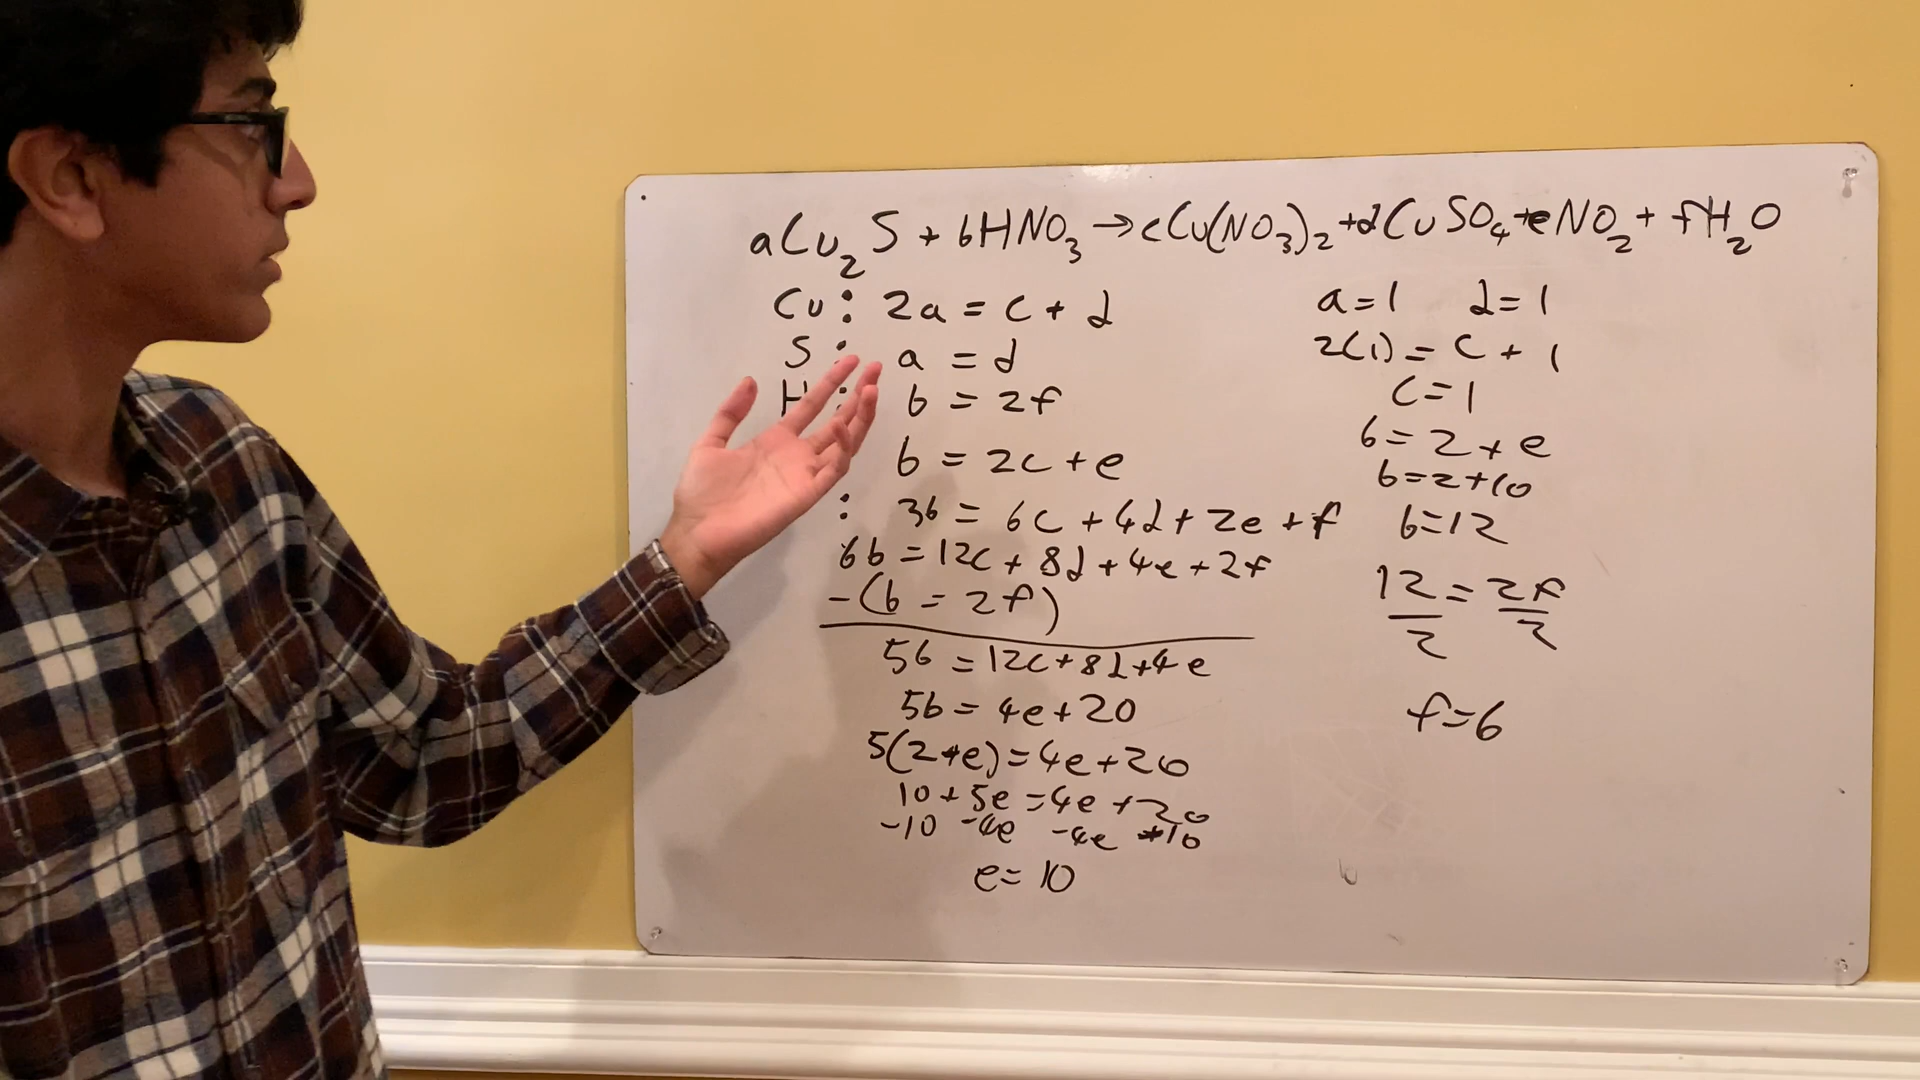 aCu₂S + bHNO₃ → cCu(NO₃)₂ + dCuSO₄ + eNO₂ + fH₂O
Cu: 2a = c + d
S: a = d
H: b = 2f
b = 2c + e
: 3b = 6c + 4d + 2e + f
6b = 12c + 8d + 4e + 2f
-(b = 2f)
5b = 12c + 8d + 4e
5b = 4e + 20
5(2+e) = 4e + 20
10 + 5e = 4e + 20
-10 -4e -4e -10
e = 10
a = 1 d = 1
2(1) = c + 1
c = 1
b = 2 + e
b = 2 + 10
b = 12
12/2 = 2f/2
f = 6